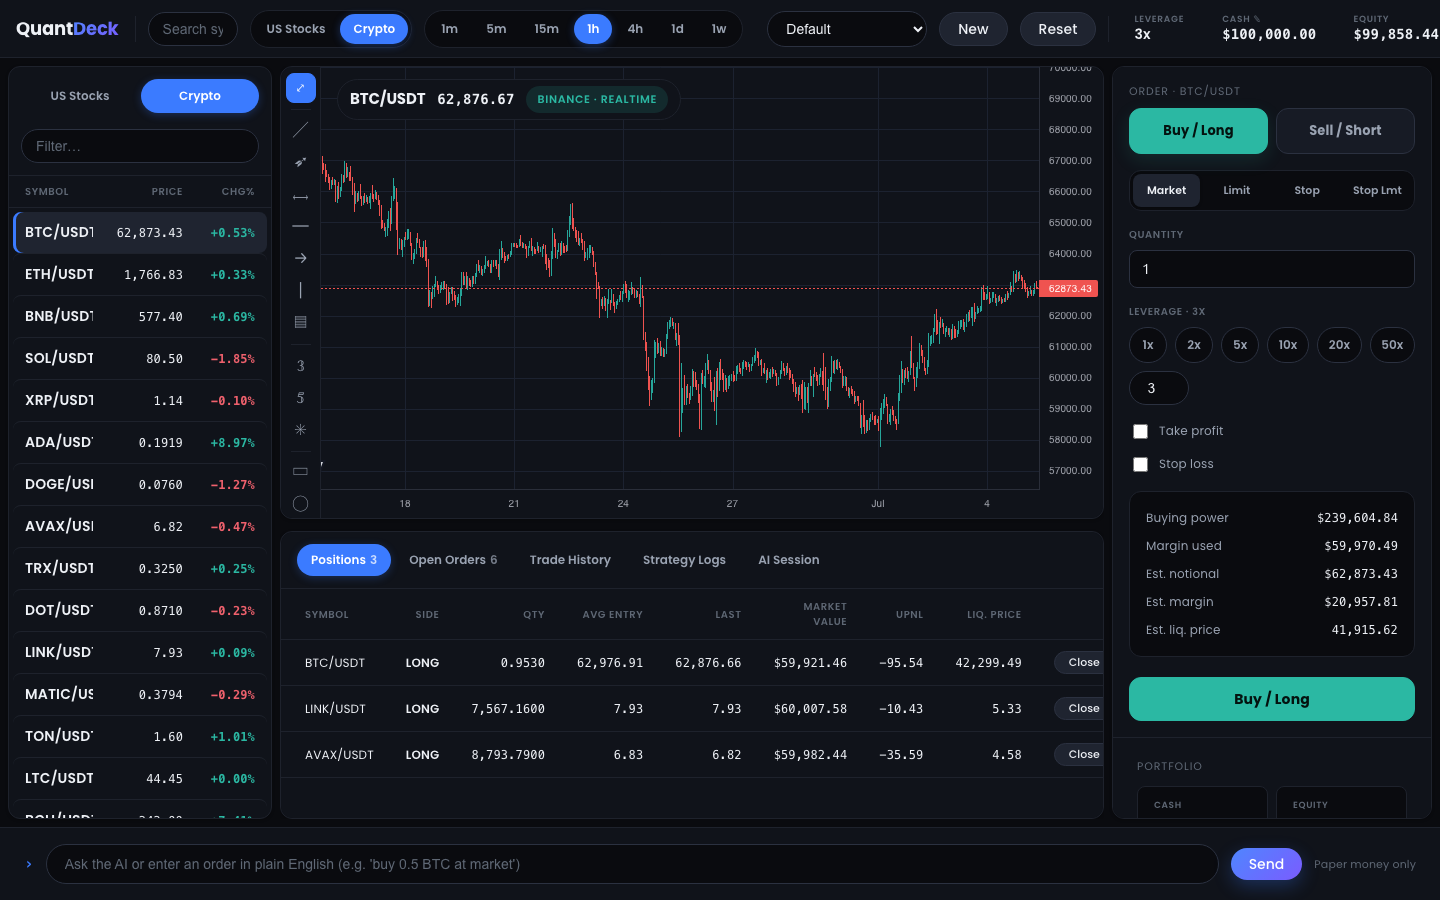 QuantDeck
Search sy
US Stocks
Crypto
1m
5m
15m
1h
4h
1d
1w
Default
New
Reset
LEVERAGE
3x
CASH ✎
$100,000.00
EQUITY
$99,858.44
US Stocks
Crypto
Filter…
SYMBOL PRICE CHG%
BTC/USDT 62,873.43 +0.53%
ETH/USDT 1,766.83 +0.33%
BNB/USDT 577.40 +0.69%
SOL/USDT 80.50 −1.85%
XRP/USDT 1.14 −0.10%
ADA/USD 0.1919 +8.97%
DOGE/US 0.0760 −1.27%
AVAX/US 6.82 −0.47%
TRX/USDT 0.3250 +0.25%
DOT/USD 0.8710 −0.23%
LINK/USD 7.93 +0.09%
MATIC/US 0.3794 −0.29%
TON/USD 1.60 +1.01%
LTC/USDT 44.45 +0.00%
BTC/USDT 62,876.67 BINANCE · REALTIME
3
5
70000.00
69000.00
68000.00
67000.00
66000.00
65000.00
64000.00
62873.43
62000.00
61000.00
60000.00
59000.00
58000.00
57000.00
18 21 24 27 Jul 4
Positions 3
Open Orders 6
Trade History
Strategy Logs
AI Session
SYMBOL SIDE QTY AVG ENTRY LAST MARKET VALUE UPNL LIQ. PRICE
BTC/USDT LONG 0.9530 62,976.91 62,876.66 $59,921.46 −95.54 42,299.49 Close
LINK/USDT LONG 7,567.1600 7.93 7.93 $60,007.58 −10.43 5.33 Close
AVAX/USDT LONG 8,793.7900 6.83 6.82 $59,982.44 −35.59 4.58 Close
ORDER · BTC/USDT
Buy / Long
Sell / Short
Market
Limit
Stop
Stop Lmt
QUANTITY
1
LEVERAGE · 3X
1x
2x
5x
10x
20x
50x
3
Take profit
Stop loss
Buying power $239,604.84
Margin used $59,970.49
Est. notional $62,873.43
Est. margin $20,957.81
Est. liq. price 41,915.62
Buy / Long
PORTFOLIO
CASH
EQUITY
› Ask the AI or enter an order in plain English (e.g. 'buy 0.5 BTC at market')
Send
Paper money only